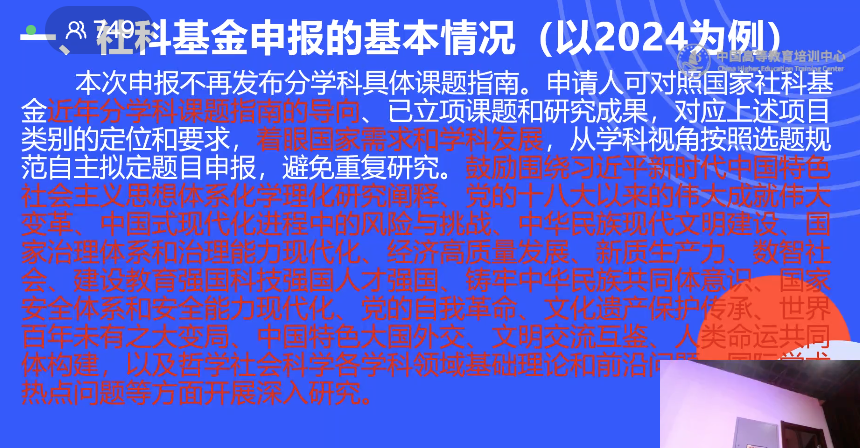 749
一、社科基金申报的基本情况（以2024为例）
中国高等教育培训中心
China Higher Education Training Center
本次申报不再发布分学科具体课题指南。申请人可对照国家社科基
金近年分学科课题指南的导向、已立项课题和研究成果，对应上述项目
类别的定位和要求，着眼国家需求和学科发展，从学科视角按照选题规
范自主拟定题目申报，避免重复研究。鼓励围绕习近平新时代中国特色
社会主义思想体系化学理化研究阐释、党的十八大以来的伟大成就伟大
变革、中国式现代化进程中的风险与挑战、中华民族现代文明建设、国
家治理体系和治理能力现代化、经济高质量发展、新质生产力、数智社
会、建设教育强国科技强国人才强国、铸牢中华民族共同体意识、国家
安全体系和安全能力现代化、党的自我革命、文化遗产保护传承、世界
百年未有之大变局、中国特色大国外交、文明交流互鉴、人类命运共同
体构建，以及哲学社会科学各学科领域基础理论和前沿问题、国际学术
热点问题等方面开展深入研究。